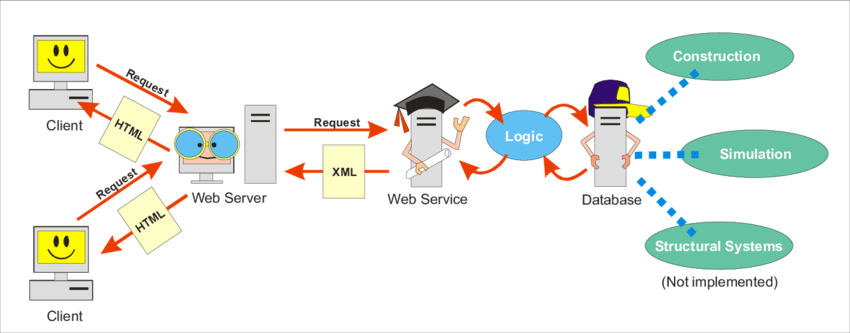 Construction
Request
HTML
Client
Request
Logic
Simulation
XML
Web Server
Web Service
Database
Request
HTML
Structural Systems
(Not implemented)
Client